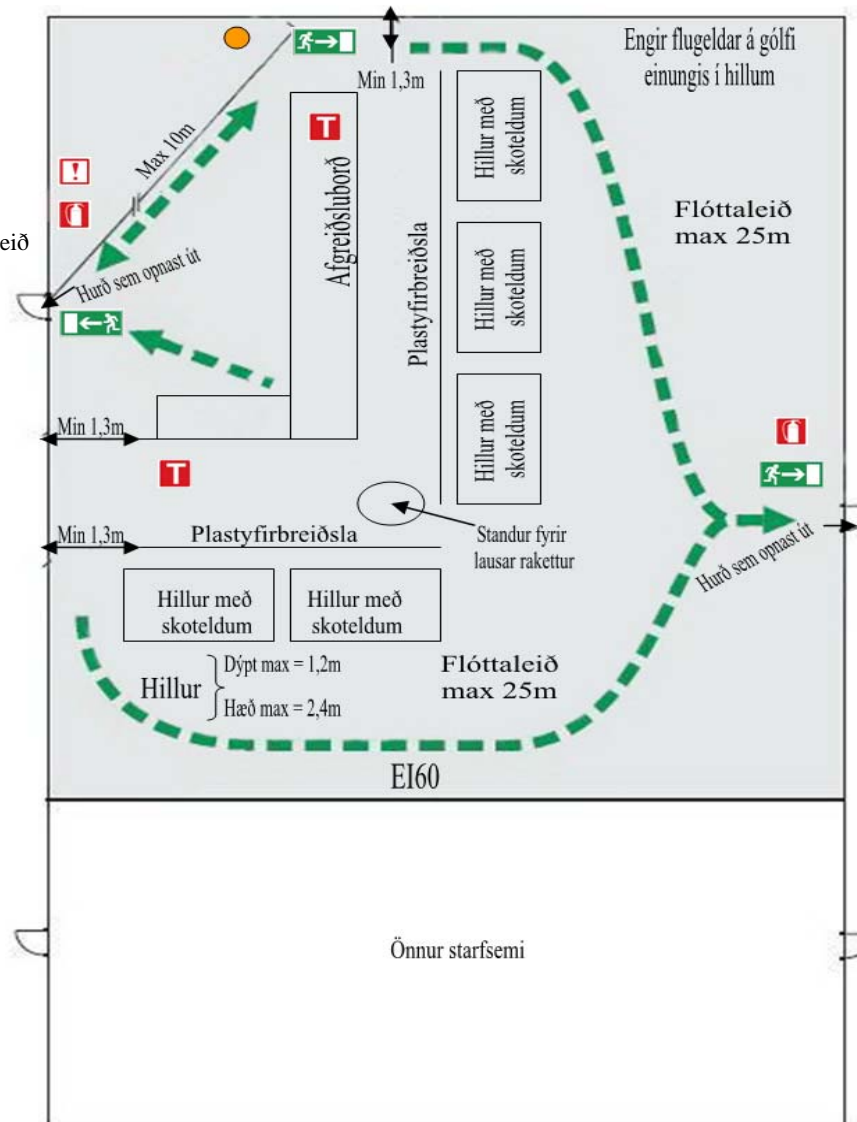 Engir flugeldar á gólfi
einungis í hillum
Min 1,3m
Max 10m
T
Afgreiðsluborð
Plastyfirbreiðsla
Hillur með
skoteldum
Flóttaleið
max 25m
eið
Hurð sem opnast út
Hillur með
skoteldum
Hillur með
skoteldum
Min 1,3m
T
Min 1,3m
Plastyfirbreiðsla
Standur fyrir
lausar rakettur
Hurð sem opnast út
Hillur með
skoteldum
Hillur með
skoteldum
Hillur
Dýpt max = 1,2m
Hæð max = 2,4m
Flóttaleið
max 25m
EI60
Önnur starfsemi